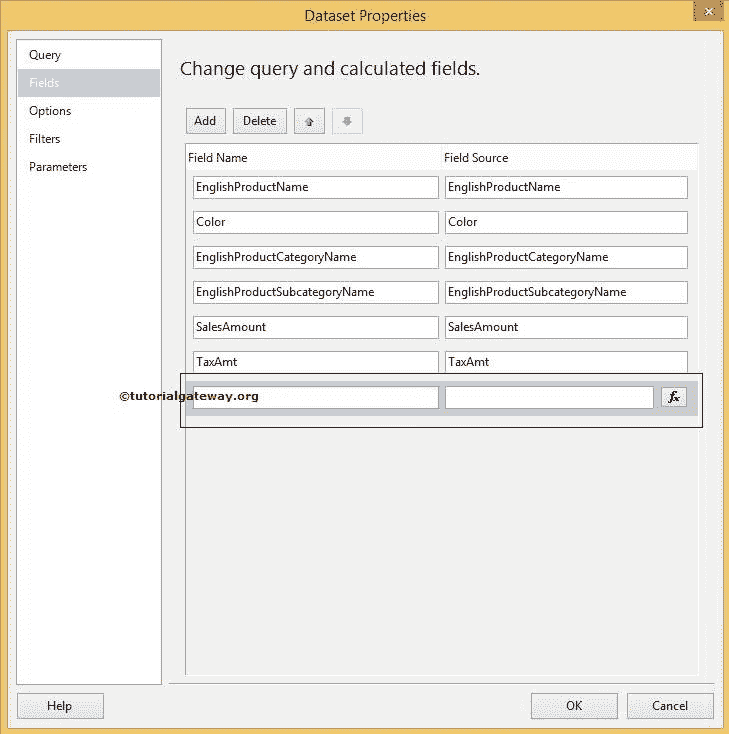 Dataset Properties
Query
Fields
Options
Filters
Parameters
Change query and calculated fields.
Add Delete
Field Name Field Source
EnglishProductName EnglishProductName
Color Color
EnglishProductCategoryName EnglishProductCategoryName
EnglishProductSubcategoryName EnglishProductSubcategoryName
SalesAmount SalesAmount
TaxAmt TaxAmt
©tutorialgateway.org fx
Help OK Cancel